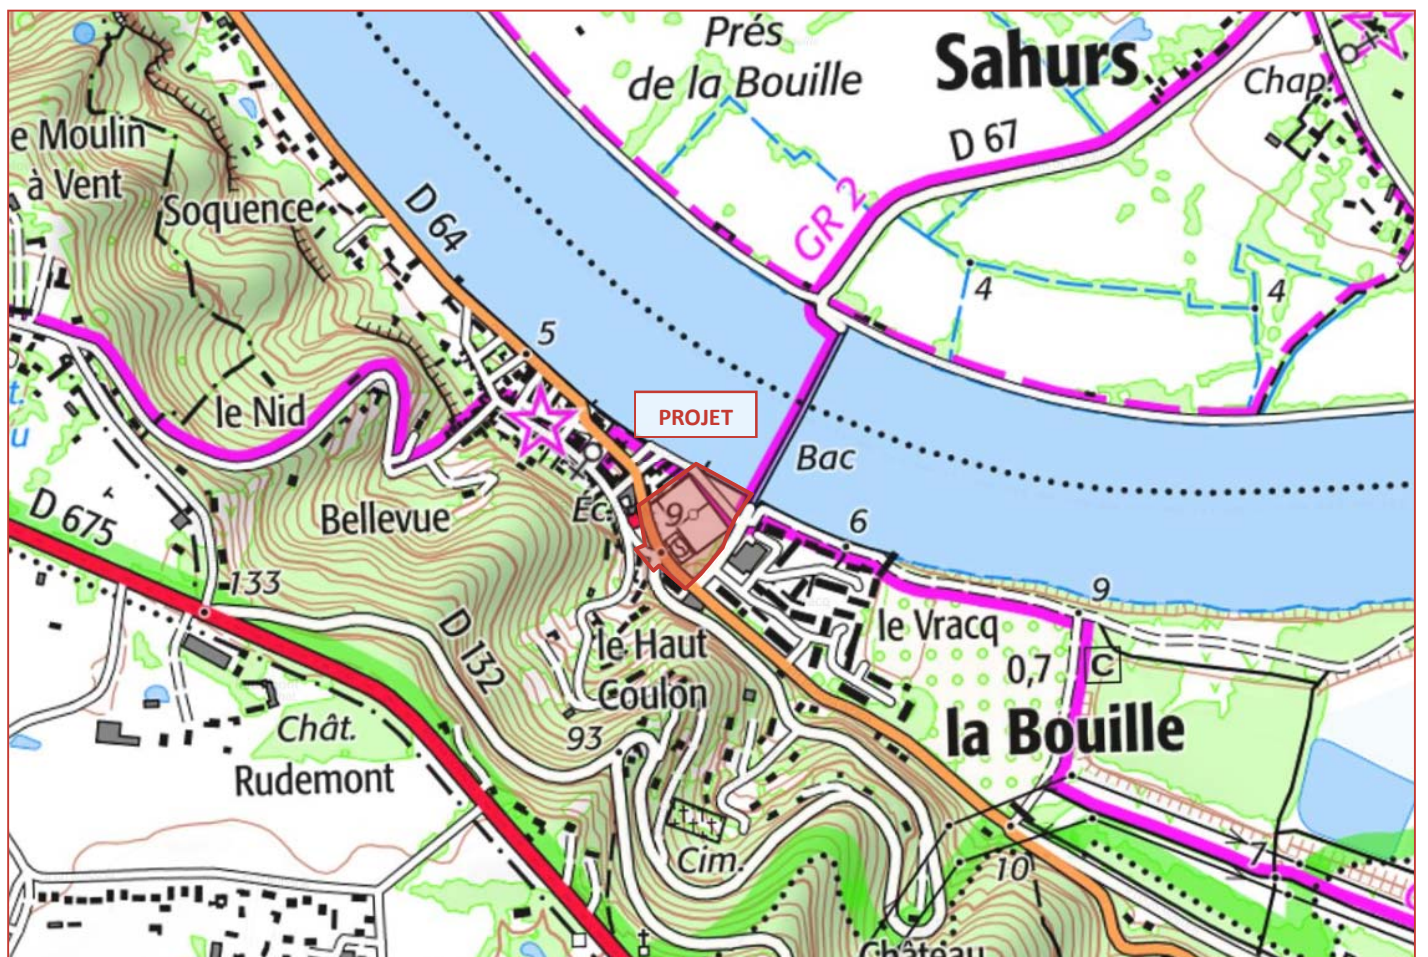 Prés
de la Bouille
Sahurs
Chap.
e Moulin
à Vent
D 67
Soquence
D 64
GR 2
4
4
5
t.
u
le Nid
PROJET
Bac
D 675
Bellevue
Éc.
9
6
133
9
D 132
le Haut
Coulon
le Vracq
0,7
C
Chât.
Rudemont
93
la Bouille
Cim.
10
7
Château